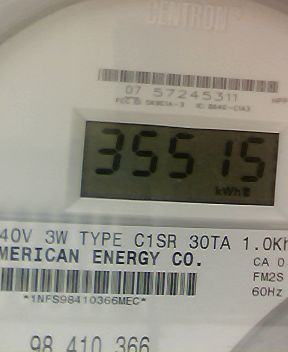 CENTRON
07 57245311
35515
kWh
40V 3W TYPE C1SR 30TA 1.0Kh
MERICAN ENERGY CO.
CA 0.
FM2S
60Hz
*1NFS98410366MEC*
98 410 366